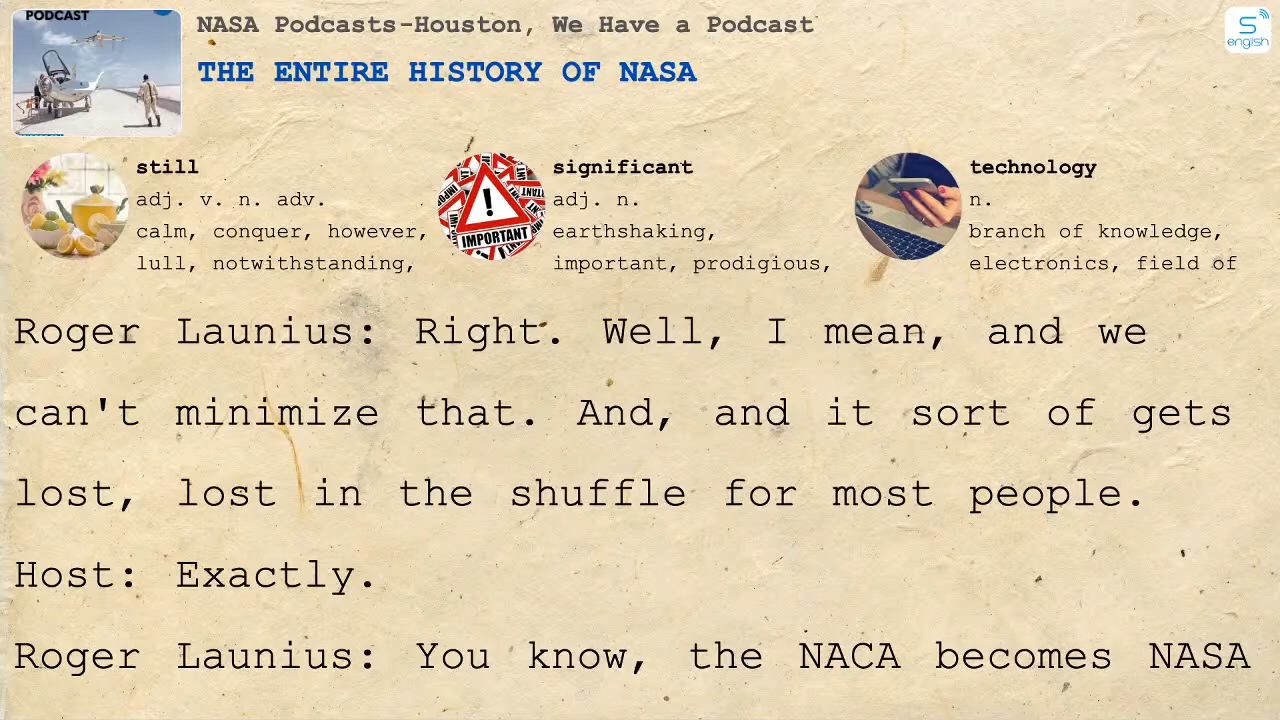 PODCAST
NASA Podcasts-Houston, We Have a Podcast
THE ENTIRE HISTORY OF NASA
S
engish
still
adj. v. n. adv.
calm, conquer, however,
lull, notwithstanding,
IMPORTANT
significant
adj. n.
earthshaking,
important, prodigious,
technology
n.
branch of knowledge,
electronics, field of
Roger Launius: Right. Well, I mean, and we
can't minimize that. And, and it sort of gets
lost, lost in the shuffle for most people.
Host: Exactly.
Roger Launius: You know, the NACA becomes NASA